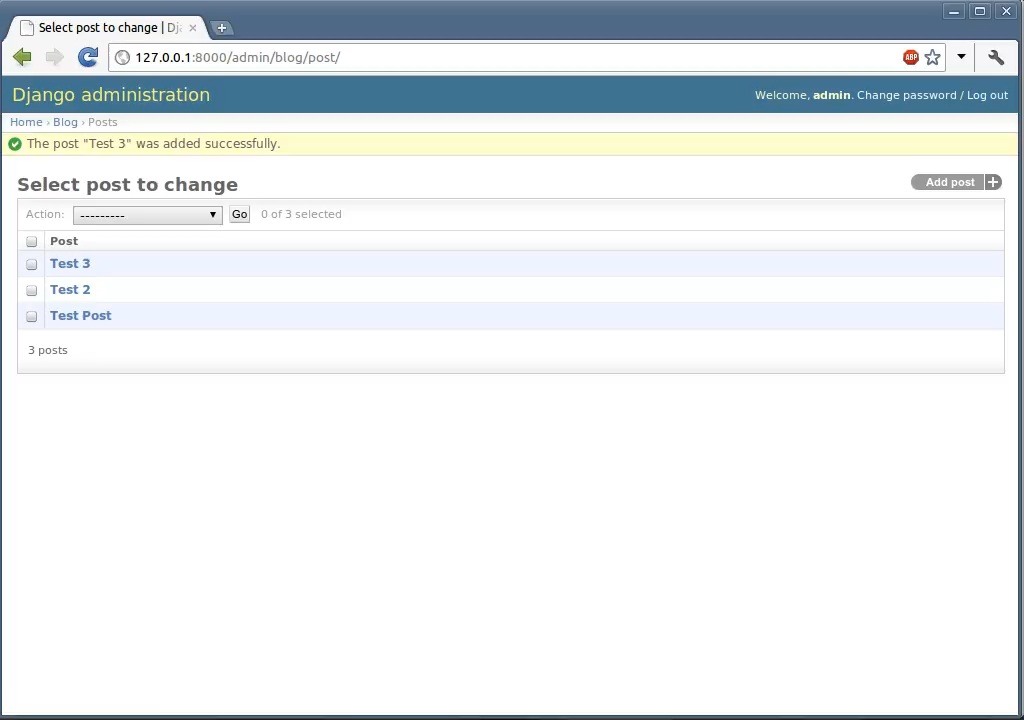 Select post to change | Dj
127.0.0.1:8000/admin/blog/post/
ABP
Django administration
Welcome, admin. Change password / Log out
Home › Blog › Posts
The post "Test 3" was added successfully.
Select post to change
Add post +
Action: --------- Go 0 of 3 selected
Post
Test 3
Test 2
Test Post
3 posts